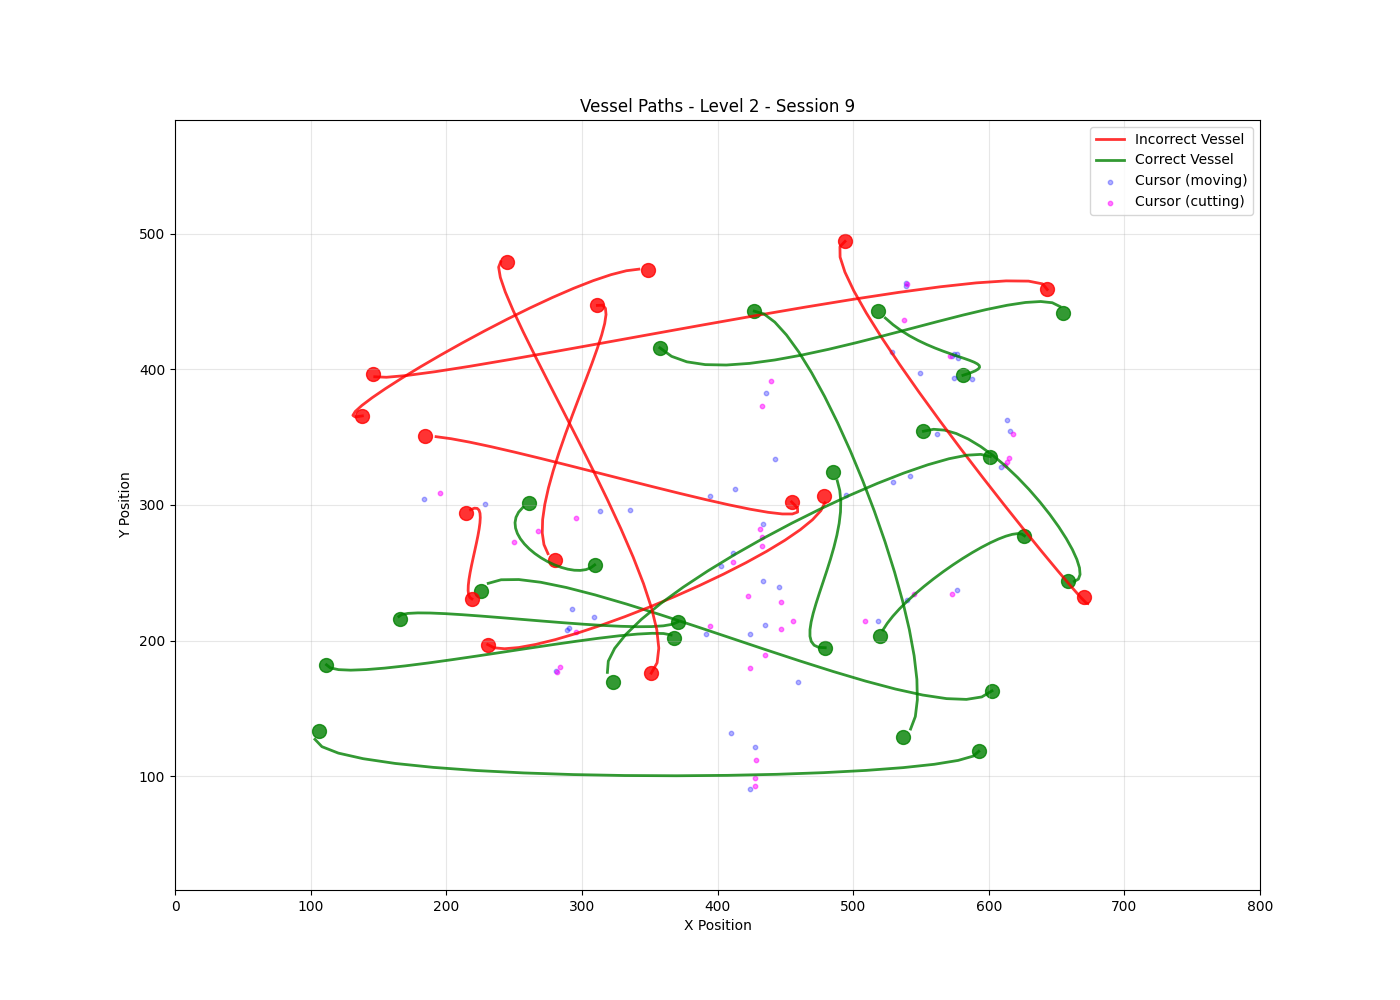 Vessel Paths - Level 2 - Session 9
Incorrect Vessel
Correct Vessel
Cursor (moving)
Cursor (cutting)
500
400
300
200
100
Y Position
0 100 200 300 400 500 600 700 800
X Position